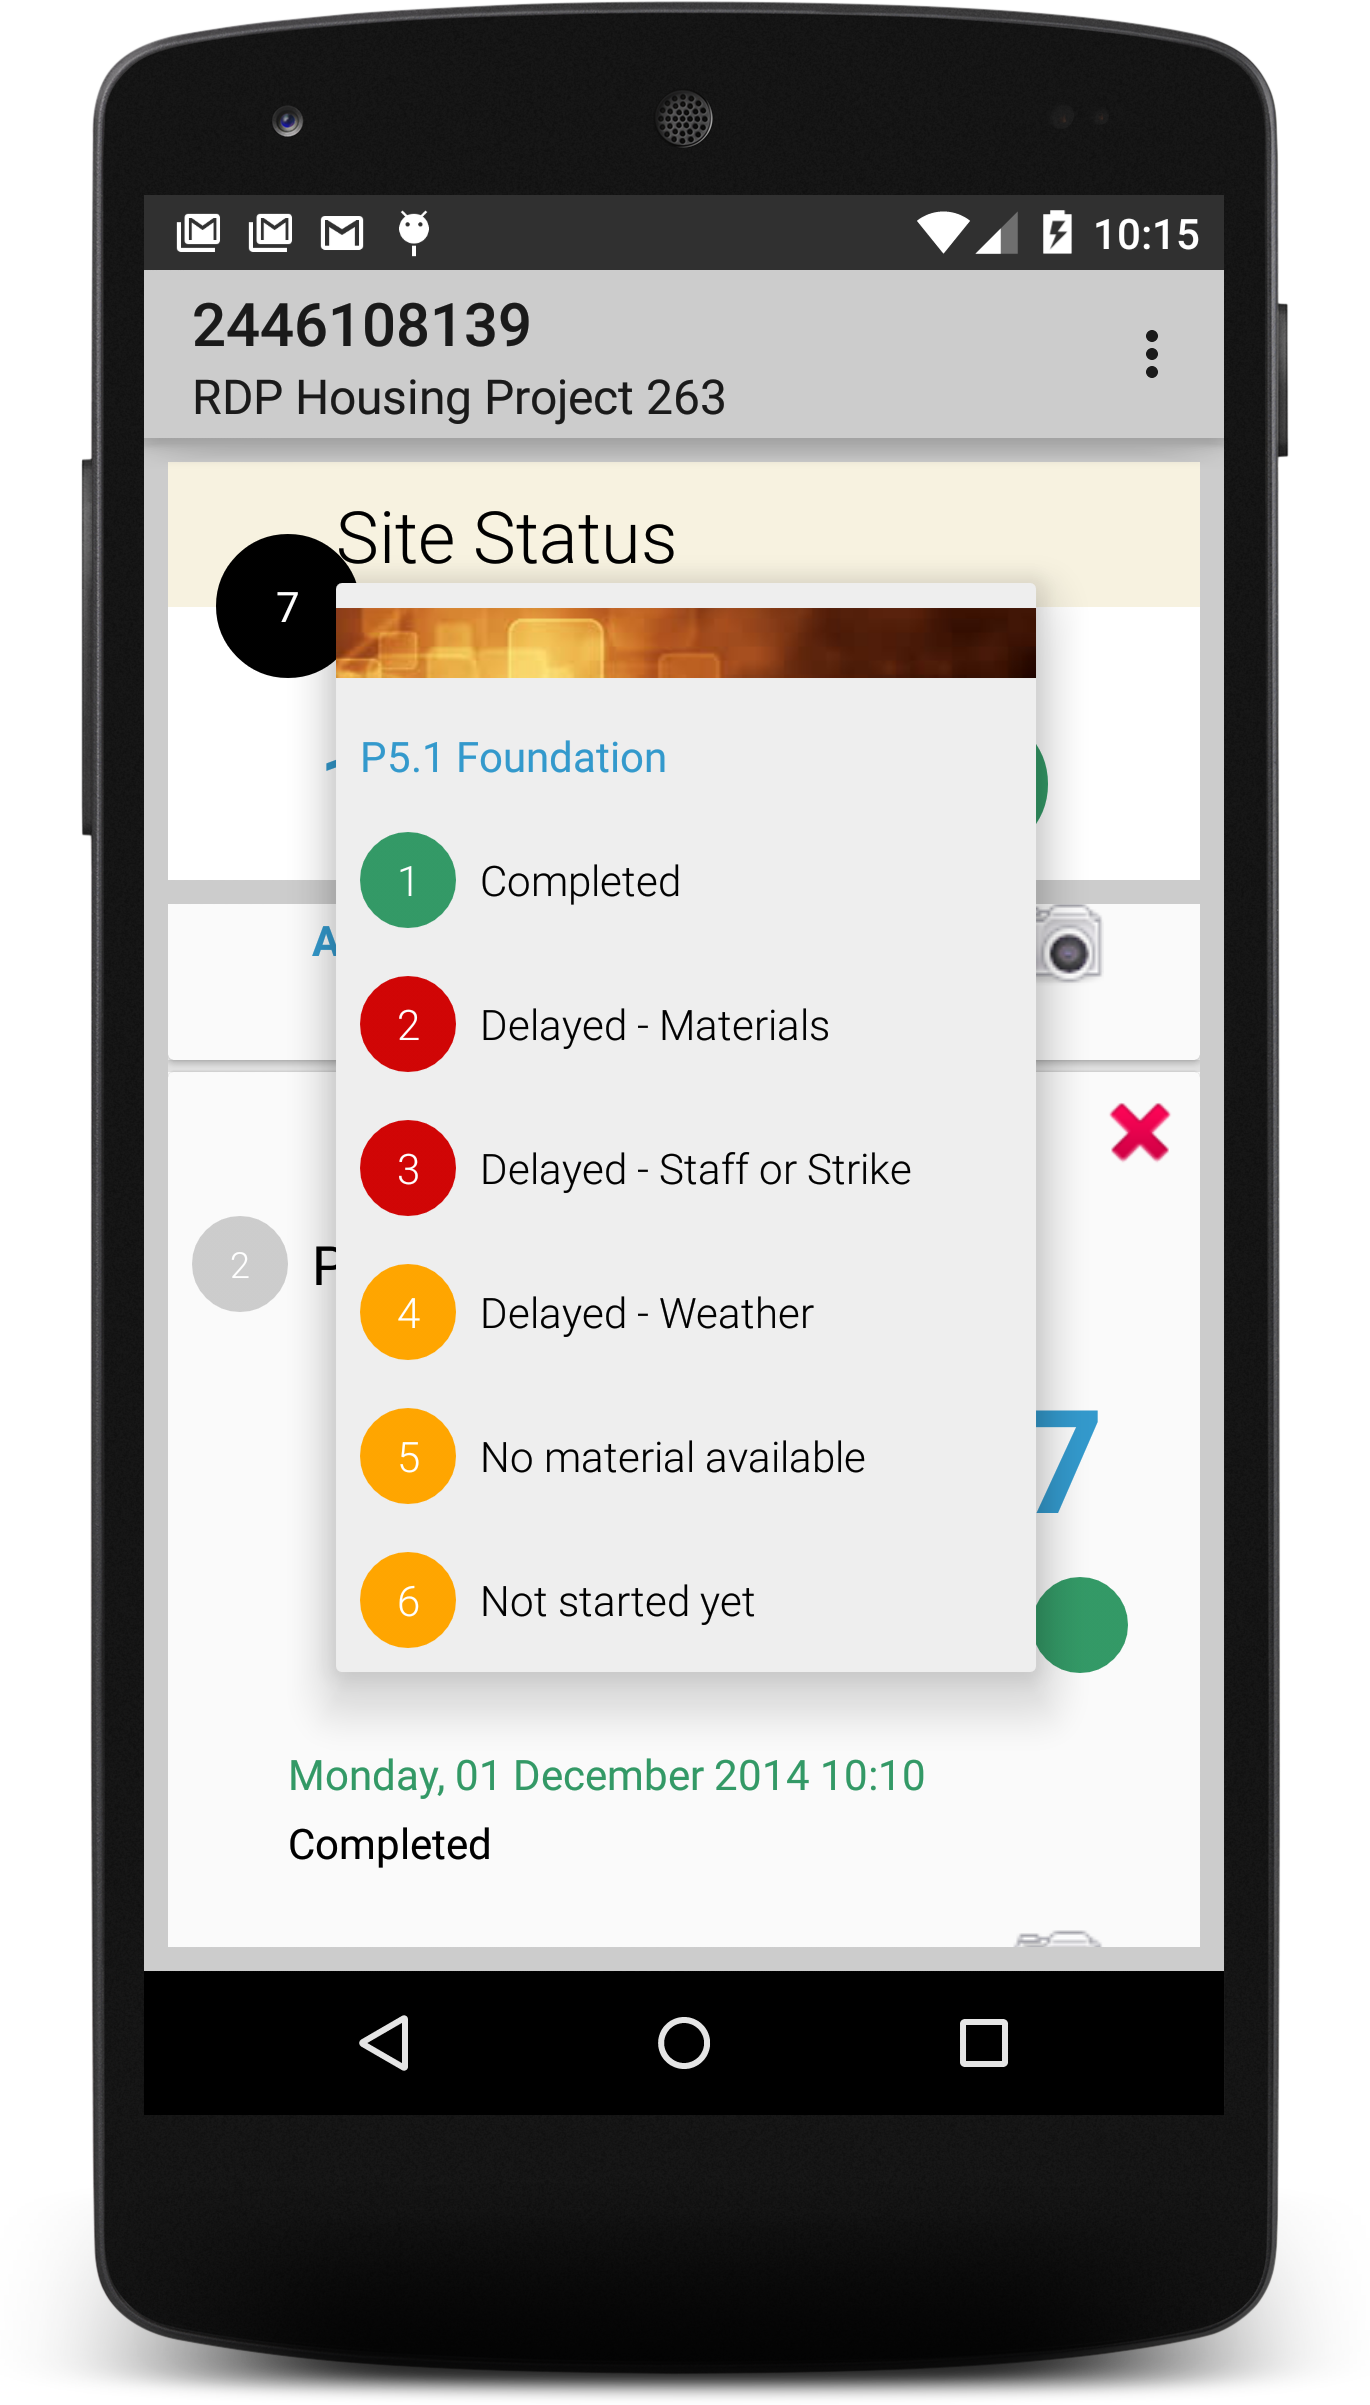 10:15
2446108139
RDP Housing Project 263
Site Status
7
P5.1 Foundation
1 Completed
2 Delayed - Materials
3 Delayed - Staff or Strike
2
4 Delayed - Weather
5 No material available
7
6 Not started yet
Monday, 01 December 2014 10:10
Completed